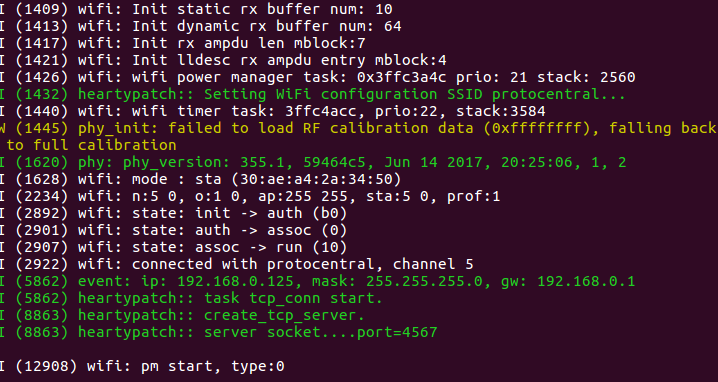 I (1409) wifi: Init static rx buffer num: 10
I (1413) wifi: Init dynamic rx buffer num: 64
I (1417) wifi: Init rx ampdu len mblock:7
I (1421) wifi: Init lldesc rx ampdu entry mblock:4
I (1426) wifi: wifi power manager task: 0x3ffc3a4c prio: 21 stack: 2560
I (1432) heartypatch:: Setting WiFi configuration SSID protocentral...
I (1440) wifi: wifi timer task: 3ffc4acc, prio:22, stack:3584
W (1445) phy_init: failed to load RF calibration data (0xffffffff), falling back
to full calibration
I (1620) phy: phy_version: 355.1, 59464c5, Jun 14 2017, 20:25:06, 1, 2
I (1628) wifi: mode : sta (30:ae:a4:2a:34:50)
I (2234) wifi: n:5 0, o:1 0, ap:255 255, sta:5 0, prof:1
I (2892) wifi: state: init -> auth (b0)
I (2901) wifi: state: auth -> assoc (0)
I (2907) wifi: state: assoc -> run (10)
I (2922) wifi: connected with protocentral, channel 5
I (5862) event: ip: 192.168.0.125, mask: 255.255.255.0, gw: 192.168.0.1
I (5862) heartypatch:: task tcp_conn start.
I (8863) heartypatch:: create_tcp_server.
I (8863) heartypatch:: server socket....port=4567
I (12908) wifi: pm start, type:0